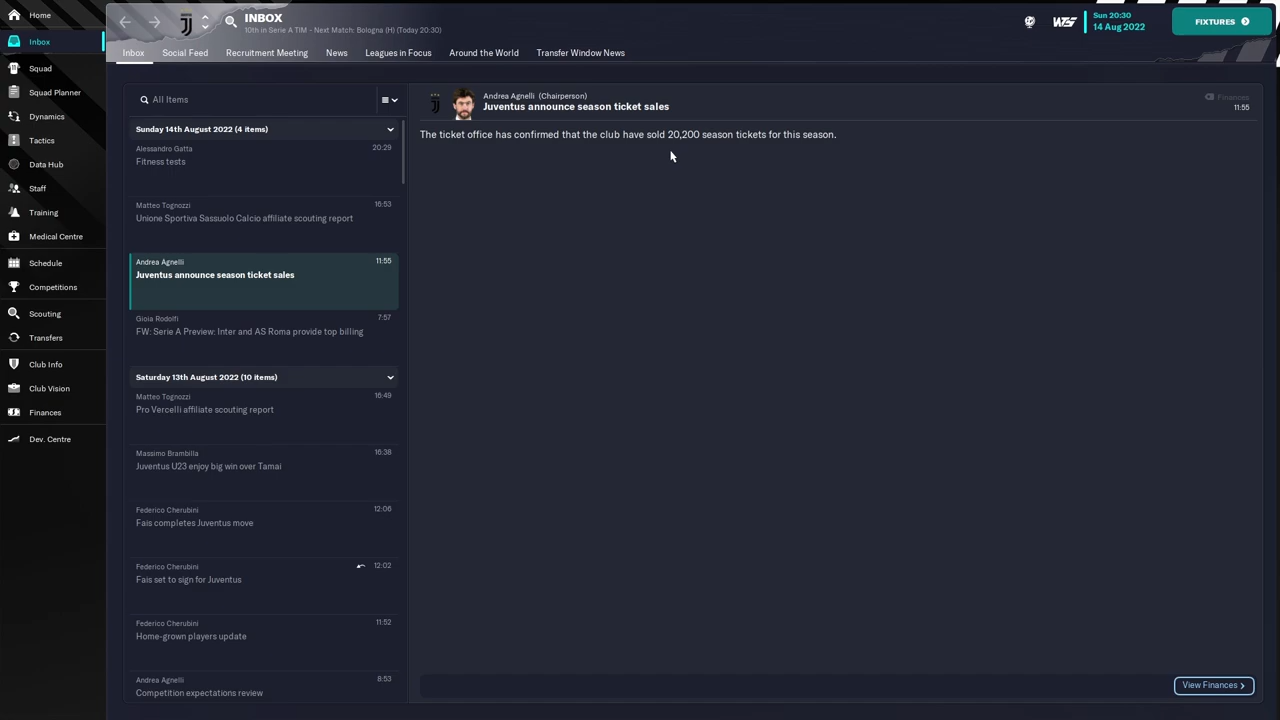 Home
Inbox
Squad
Squad Planner
Dynamics
Tactics
Data Hub
Staff
Training
Medical Centre
Schedule
Competitions
Scouting
Transfers
Club Info
Club Vision
Finances
Dev. Centre
INBOX
10th in Serie A TIM - Next Match: Bologna (H) (Today 20:30)
Sun 20:30
14 Aug 2022
FIXTURES
Inbox
Social Feed
Recruitment Meeting
News
Leagues in Focus
Around the World
Transfer Window News
All Items
Sunday 14th August 2022 (4 items)
Alessandro Gatta 20:29
Fitness tests
Matteo Tognozzi 16:53
Unione Sportiva Sassuolo Calcio affiliate scouting report
Andrea Agnelli 11:55
Juventus announce season ticket sales
Gioia Rodolfi 7:57
FW: Serie A Preview: Inter and AS Roma provide top billing
Saturday 13th August 2022 (10 items)
Matteo Tognozzi 16:49
Pro Vercelli affiliate scouting report
Massimo Brambilla 16:38
Juventus U23 enjoy big win over Tamai
Federico Cherubini 12:06
Fais completes Juventus move
Federico Cherubini 12:02
Fais set to sign for Juventus
Federico Cherubini 11:52
Home-grown players update
Andrea Agnelli 8:53
Competition expectations review
Andrea Agnelli (Chairperson)
Juventus announce season ticket sales
Finances
11:55
The ticket office has confirmed that the club have sold 20,200 season tickets for this season.
View Finances